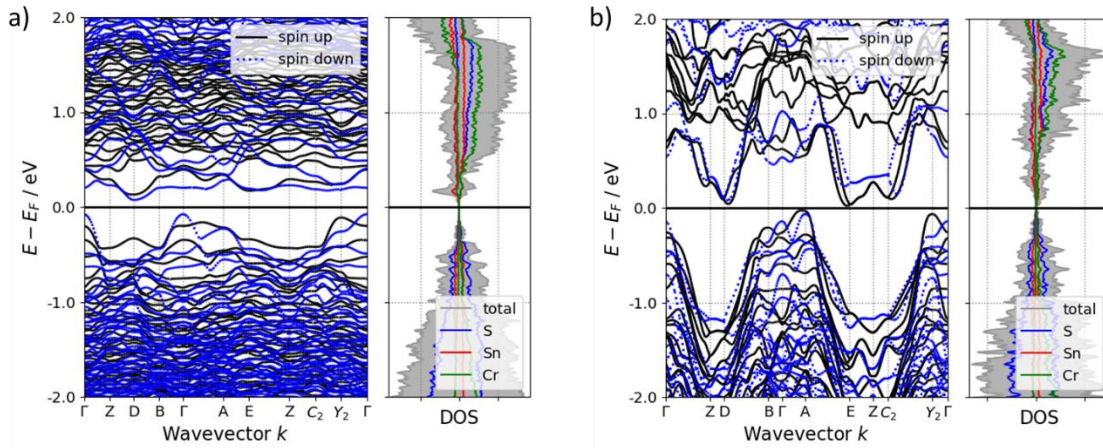 a)
2.0
1.0
0.0
-1.0
-2.0
E − E_F / eV
spin up
spin down
Γ Z D B Γ A E Z C₂ Y₂ Γ
Wavevector k
total
S
Sn
Cr
DOS
b)
2.0
1.0
0.0
-1.0
-2.0
E − E_F / eV
spin up
spin down
Γ Z D B Γ A E Z C₂ Y₂ Γ
Wavevector k
total
S
Sn
Cr
DOS